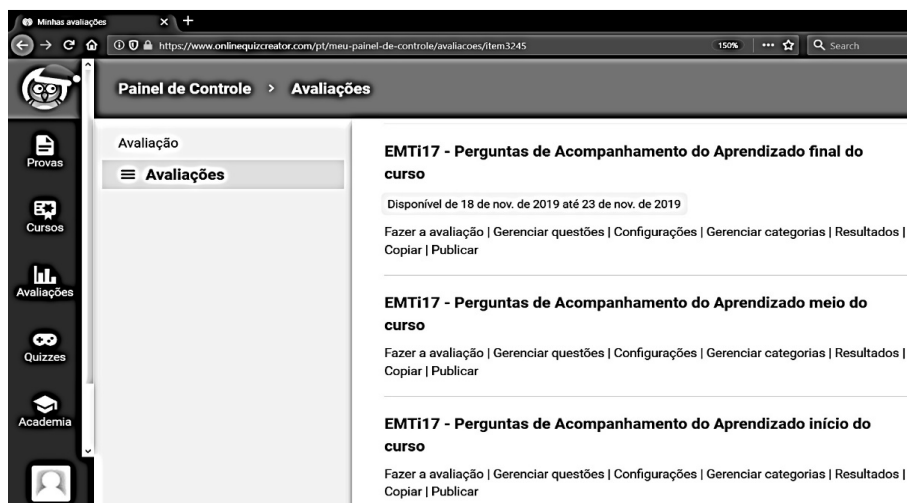 Minhas avaliações
https://www.onlinequizcreator.com/pt/meu-painel-de-controle/avaliacoes/item3245
150%
Search
Painel de Controle > Avaliações
Provas
Cursos
Avaliações
Quizzes
Academia
Avaliação
Avaliações
EMTi17 - Perguntas de Acompanhamento do Aprendizado final do
curso
Disponível de 18 de nov. de 2019 até 23 de nov. de 2019
Fazer a avaliação | Gerenciar questões | Configurações | Gerenciar categorias | Resultados |
Copiar | Publicar
EMTi17 - Perguntas de Acompanhamento do Aprendizado meio do
curso
Fazer a avaliação | Gerenciar questões | Configurações | Gerenciar categorias | Resultados |
Copiar | Publicar
EMTi17 - Perguntas de Acompanhamento do Aprendizado início do
curso
Fazer a avaliação | Gerenciar questões | Configurações | Gerenciar categorias | Resultados |
Copiar | Publicar